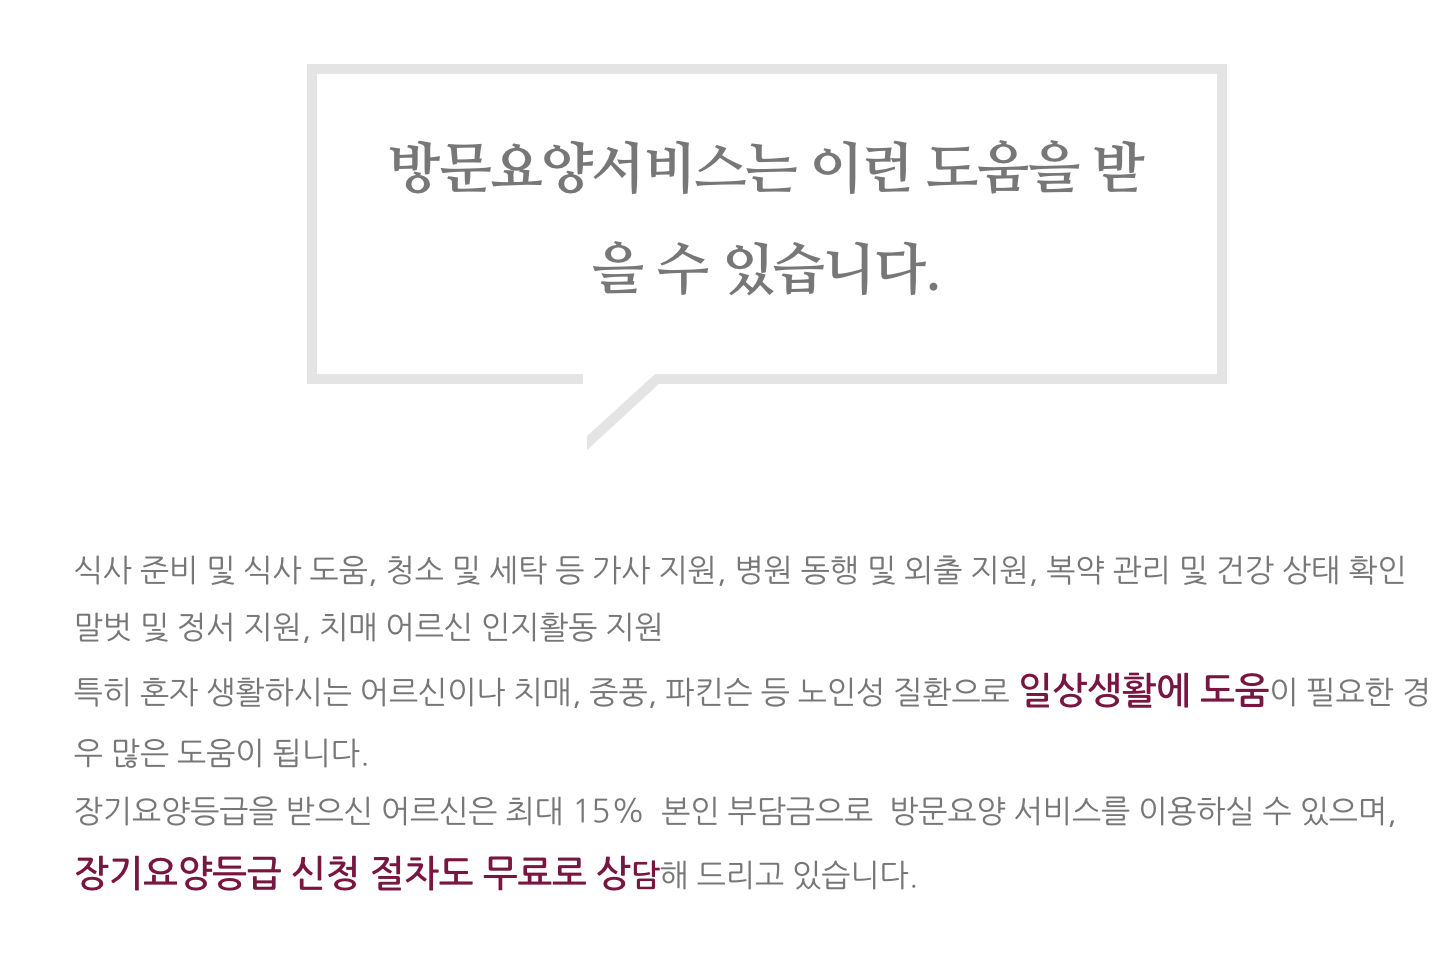 방문요양서비스는 이런 도움을 받
을 수 있습니다.
식사 준비 및 식사 도움, 청소 및 세탁 등 가사 지원, 병원 동행 및 외출 지원, 복약 관리 및 건강 상태 확인
말벗 및 정서 지원, 치매 어르신 인지활동 지원
특히 혼자 생활하시는 어르신이나 치매, 중풍, 파킨슨 등 노인성 질환으로 일상생활에 도움이 필요한 경
우 많은 도움이 됩니다.
장기요양등급을 받으신 어르신은 최대 15% 본인 부담금으로 방문요양 서비스를 이용하실 수 있으며,
장기요양등급 신청 절차도 무료로 상담해 드리고 있습니다.